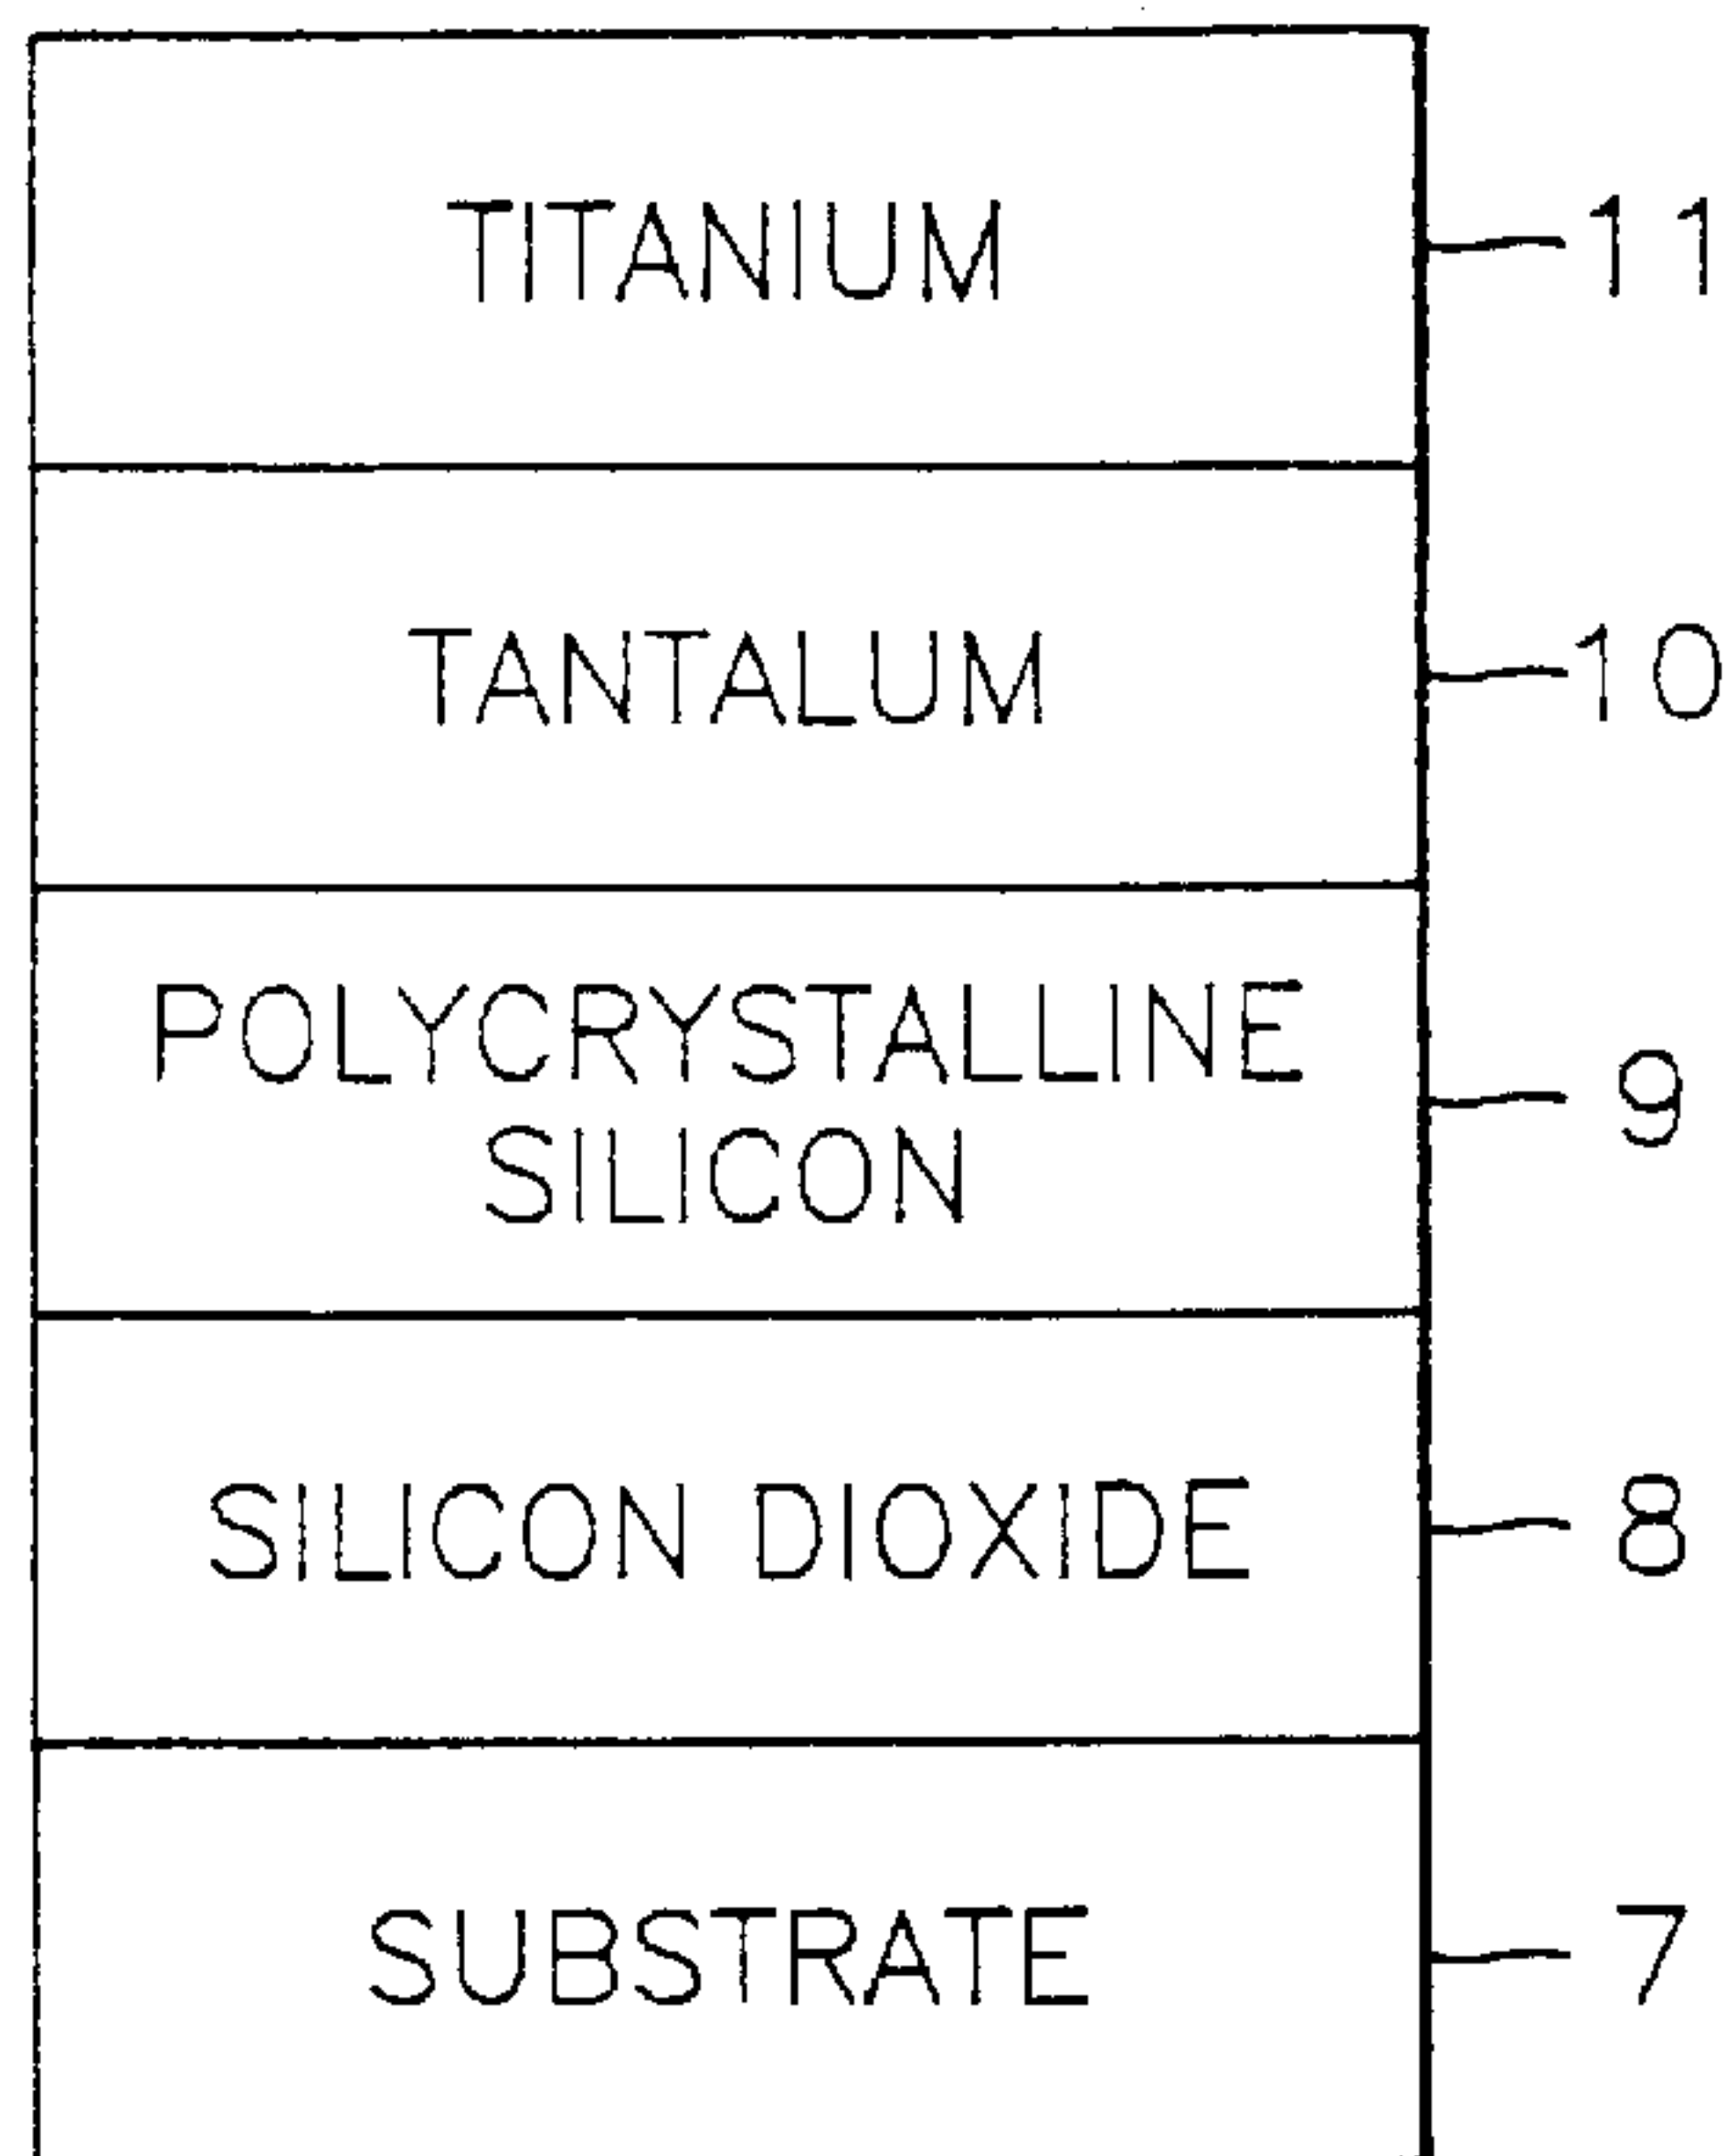 TITANIUM
11
TANTALUM
10
POLYCRYSTALLINE
SILICON
9
SILICON DIOXIDE
8
SUBSTRATE
7